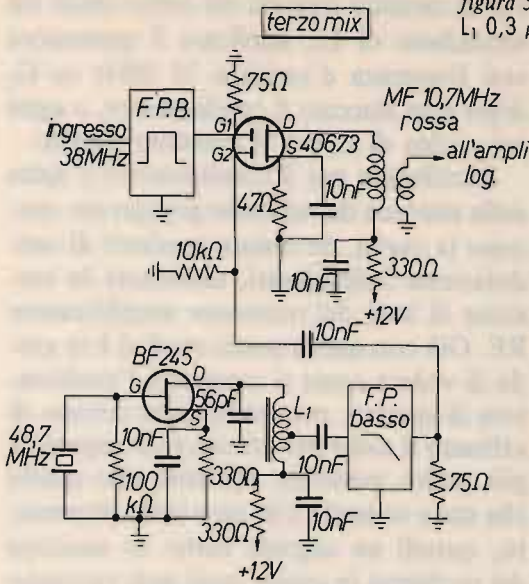 terzo mix
figura 3
L₁ 0,3 μ
75Ω
F.P.B.
ingresso
38MHz
G1
G2
D
S
40673
MF 10,7MHz
rossa
all'ampli
log.
10nF
47Ω
10kΩ
10nF
330Ω
+12V
10nF
BF245
G
D
S
56pF
L₁
F.P.
basso
48,7
MHz
10nF
100
kΩ
330Ω
10nF
75Ω
330Ω
10nF
+12V